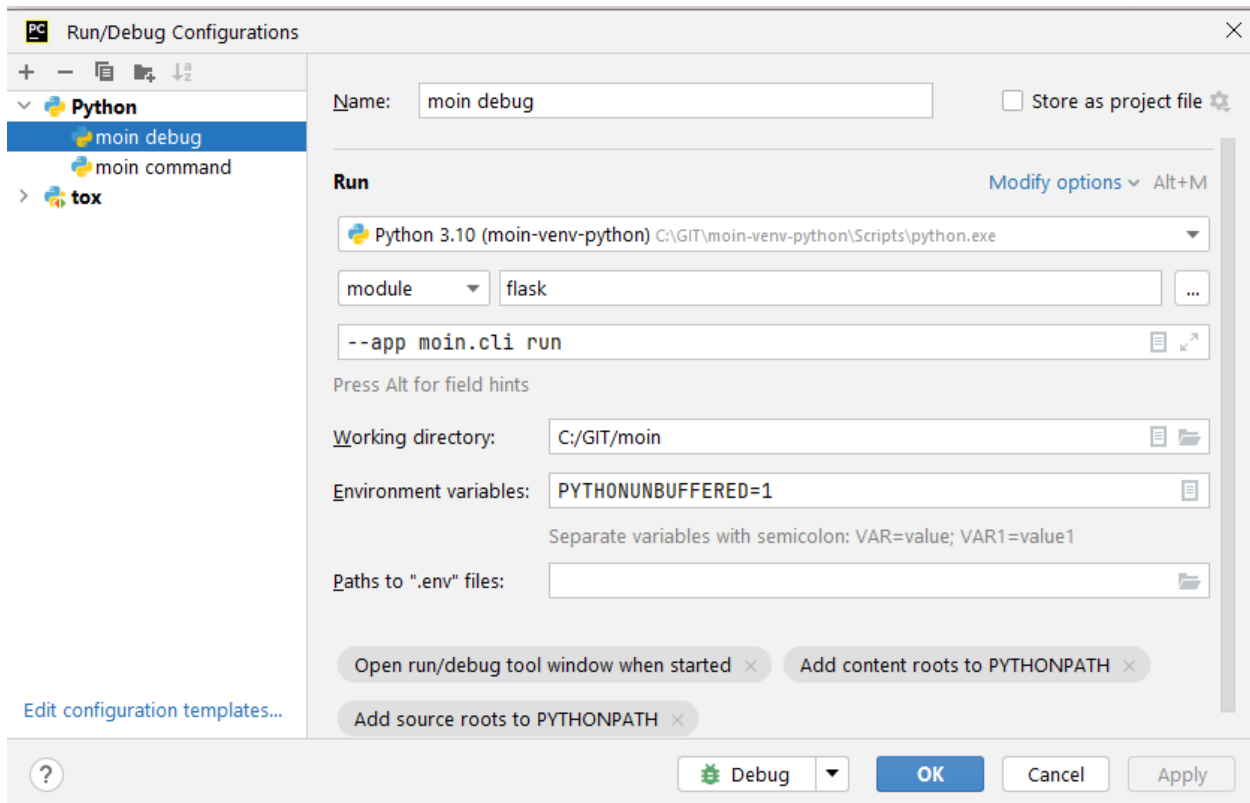 PC Run/Debug Configurations
Python
moin debug
moin command
tox
Edit configuration templates...
Name: moin debug Store as project file
Run Modify options Alt+M
Python 3.10 (moin-venv-python) C:\GIT\moin-venv-python\Scripts\python.exe
module flask ...
--app moin.cli run
Press Alt for field hints
Working directory: C:/GIT/moin
Environment variables: PYTHONUNBUFFERED=1
Separate variables with semicolon: VAR=value; VAR1=value1
Paths to ".env" files:
Open run/debug tool window when started × Add content roots to PYTHONPATH ×
Add source roots to PYTHONPATH ×
? Debug OK Cancel Apply